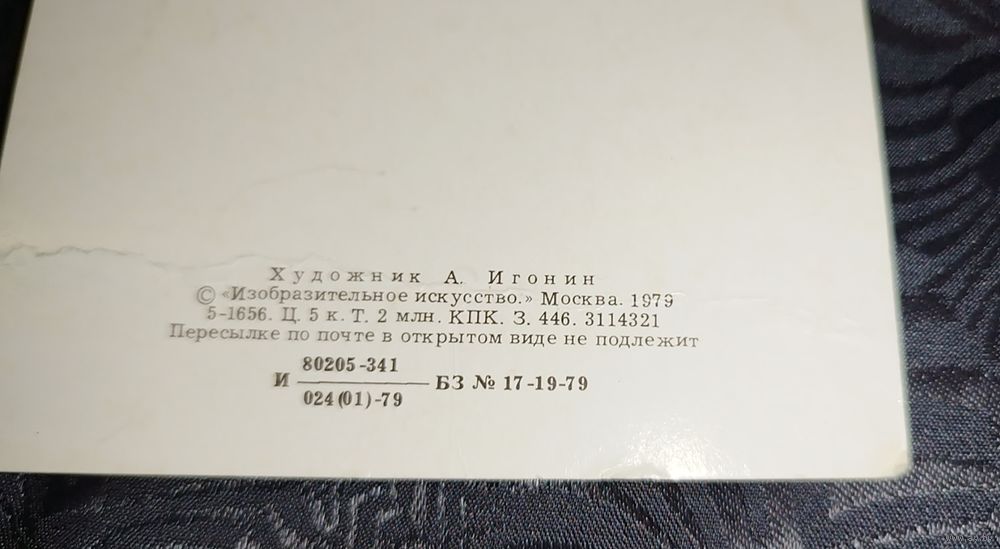 Художник А. Игонин
© «Изобразительное искусство.» Москва. 1979
5-1656. Ц. 5 к. Т. 2 млн. КПК. З. 446. 3114321
Пересылке по почте в открытом виде не подлежит
80205-341
И ——— БЗ № 17-19-79
024(01)-79